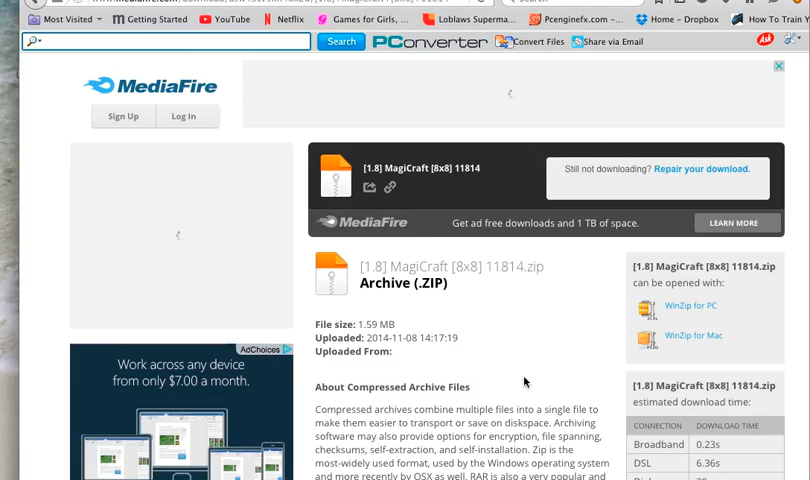 Most Visited
Getting Started
YouTube
Netflix
Games for Girls, ...
Loblaws Superma...
Pcenginefx.com - ...
Home - Dropbox
How To Train Y
Search
PConverter
Convert Files
Share via Email
Ask
MediaFire
Sign Up
Log In
[1.8] MagiCraft [8x8] 11814
Still not downloading? Repair your download.
MediaFire
Get ad free downloads and 1 TB of space.
LEARN MORE
[1.8] MagiCraft [8x8] 11814.zip
Archive (.ZIP)
File size: 1.59 MB
Uploaded: 2014-11-08 14:17:19
Uploaded From:
About Compressed Archive Files
Compressed archives combine multiple files into a single file to
make them easier to transport or save on diskspace. Archiving
software may also provide options for encryption, file spanning,
checksums, self-extraction, and self-installation. Zip is the
most-widely used format, used by the Windows operating system
and more recently by OSX as well. RAR is also a very popular and
[1.8] MagiCraft [8x8] 11814.zip
can be opened with:
WinZip for PC
WinZip for Mac
[1.8] MagiCraft [8x8] 11814.zip
estimated download time:
CONNECTION DOWNLOAD TIME
Broadband 0.23s
DSL 6.36s
AdChoices
Work across any device
from only $7.00 a month.